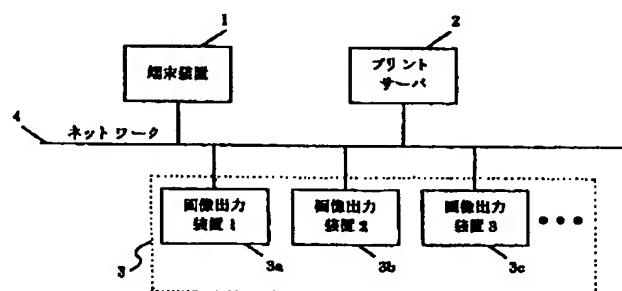 1
2
端末装置
プリント
サーバ
4
ネットワーク
画像出力
装置1
画像出力
装置2
画像出力
装置3
3
3a
3b
3c